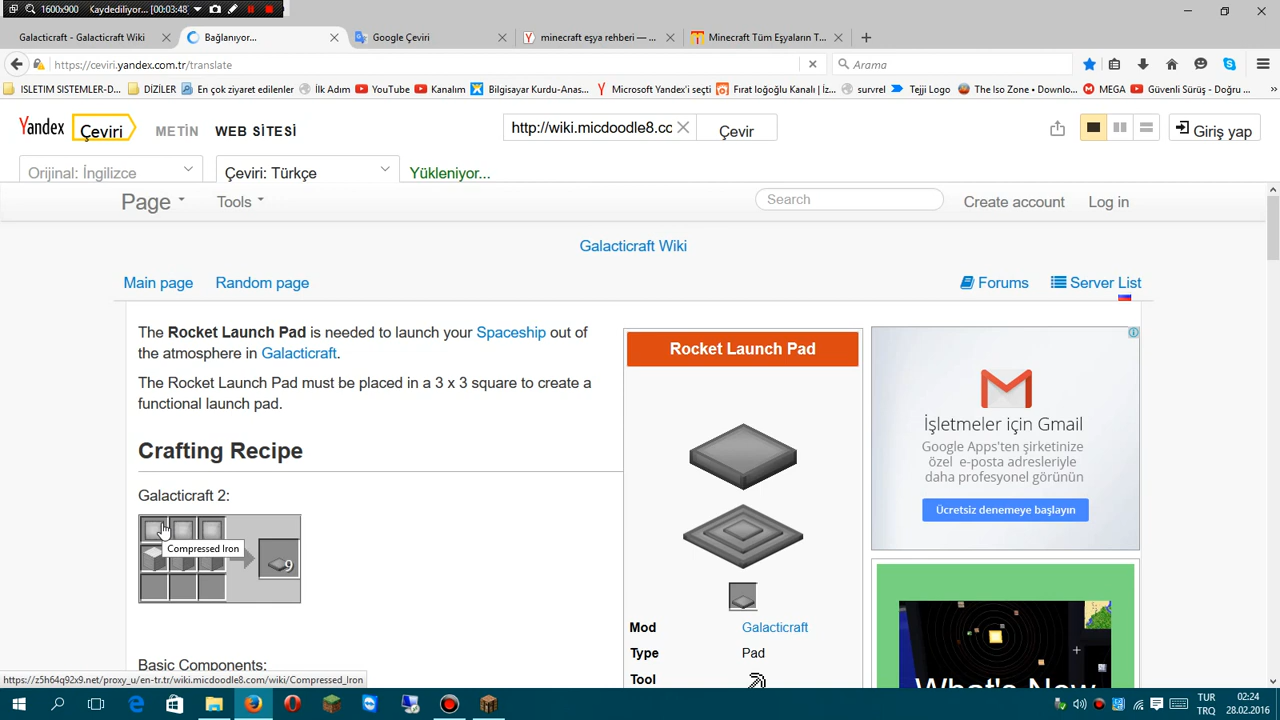 1600x900 Kaydediliyor... [00:03:48]
Galacticraft - Galacticraft Wiki
Bağlanıyor...
Google Çeviri
minecraft eşya rehberi — ...
Minecraft Tüm Eşyaların T...
https://ceviri.yandex.com.tr/translate
Arama
ISLETIM SISTEMLER-D...
DİZİLER
En çok ziyaret edilenler
İlk Adım
YouTube
Kanalım
Bilgisayar Kurdu-Anas...
Microsoft Yandex'i seçti
Fırat loğoğlu Kanalı | İz...
survrel
Tejji Logo
The Iso Zone • Downlo...
MEGA
Güvenli Sürüş - Doğru ...
Yandex Çeviri
METİN
WEB SİTESİ
http://wiki.micdoodle8.cc
Çevir
Giriş yap
Orijinal: İngilizce
Çeviri: Türkçe
Yükleniyor...
Page
Tools
Search
Create account
Log in
Galacticraft Wiki
Main page
Random page
Forums
Server List
The Rocket Launch Pad is needed to launch your Spaceship out of
the atmosphere in Galacticraft.
The Rocket Launch Pad must be placed in a 3 x 3 square to create a
functional launch pad.
Crafting Recipe
Galacticraft 2:
Compressed Iron
9
Basic Components:
Rocket Launch Pad
Mod Galacticraft
Type Pad
Tool
İşletmeler için Gmail
Google Apps'ten şirketinize
özel e-posta adresleriyle
daha profesyonel görünün
Ücretsiz denemeye başlayın
What's New
https://z5h64q92x9.net/proxy_u/en-tr.tr/wiki.micdoodle8.com/wiki/Compressed_Iron
TUR
TRQ
02:24
28.02.2016